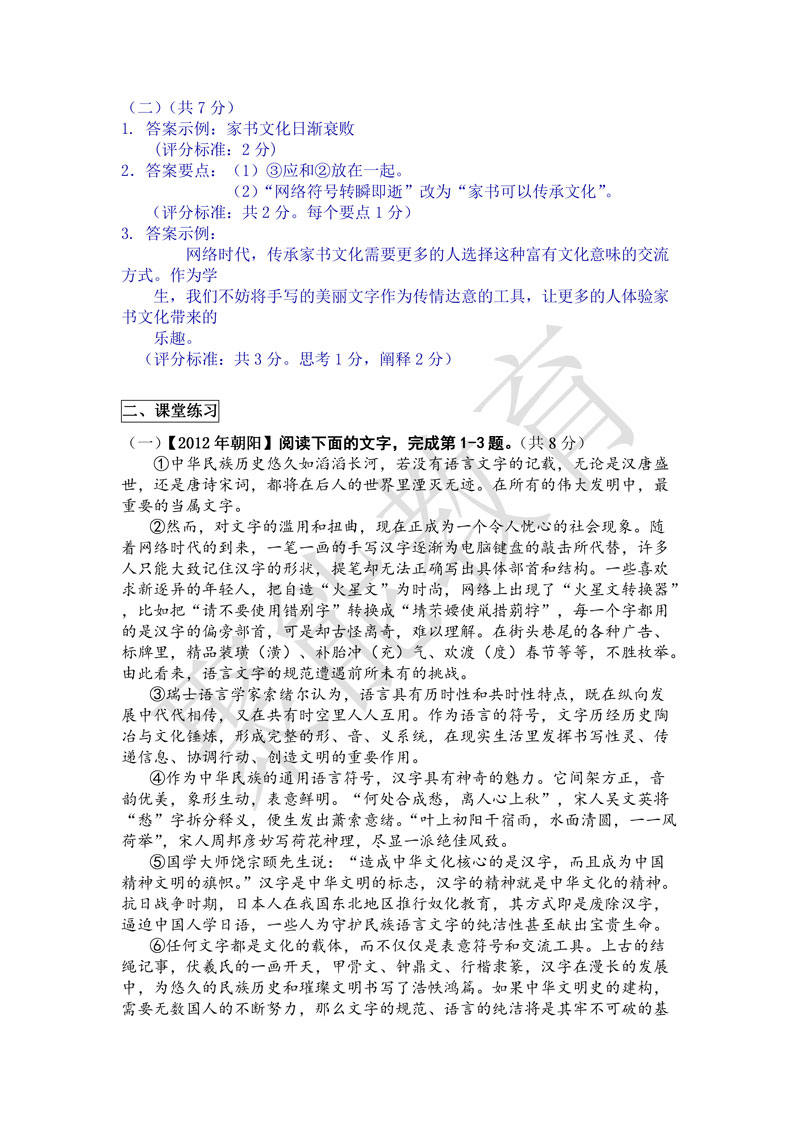 （二）（共 7 分）
1. 答案示例：家书文化日渐衰败
(评分标准：2 分)
2. 答案要点：（1）③应和②放在一起。
（2）“网络符号转瞬即逝”改为“家书可以传承文化”。
（评分标准：共 2 分。每个要点 1 分）
3. 答案示例：
网络时代，传承家书文化需要更多的人选择这种富有文化意味的交流
方式。作为学
生，我们不妨将手写的美丽文字作为传情达意的工具，让更多的人体验家
书文化带来的
乐趣。
（评分标准：共 3 分。思考 1 分，阐释 2 分）
二、课堂练习
（一）【2012 年朝阳】阅读下面的文字，完成第 1-3 题。（共 8 分）
①中华民族历史悠久如滔滔长河，若没有语言文字的记载，无论是汉唐盛
世，还是唐诗宋词，都将在后人的世界里湮灭无迹。在所有的伟大发明中，最
重要的当属文字。
②然而，对文字的滥用和扭曲，现在正成为一个令人忧心的社会现象。随
着网络时代的到来，一笔一画的手写汉字逐渐为电脑键盘的敲击所代替，许多
人只能大致记住汉字的形状，提笔却无法正确写出具体部首和结构。一些喜欢
求新逐异的年轻人，把自造“火星文”为时尚，网络上出现了“火星文转换器”
，比如把“请不要使用错别字”转换成“埥芣婹使鼡措莂牸”，每一个字都用
的是汉字的偏旁部首，可是却古怪离奇，难以理解。在街头巷尾的各种广告、
标牌里，精品装璜（潢）、补胎冲（充）气、欢渡（度）春节等等，不胜枚举。
由此看来，语言文字的规范遭遇前所未有的挑战。
③瑞士语言学家索绪尔认为，语言具有历时性和共时性特点，既在纵向发
展中代代相传，又在共有时空里人人互用。作为语言的符号，文字历经历史陶
冶与文化锤炼，形成完整的形、音、义系统，在现实生活里发挥书写性灵、传
递信息、协调行动、创造文明的重要作用。
④作为中华民族的通用语言符号，汉字具有神奇的魅力。它间架方正，音
韵优美，象形生动，表意鲜明。“何处合成愁，离人心上秋”，宋人吴文英将
“愁”字拆分释义，便生发出萧索意绪。“叶上初阳干宿雨，水面清圆，一一风
荷举”，宋人周邦彦妙写荷花神理，尽显一派绝佳风致。
⑤国学大师饶宗颐先生说：“造成中华文化核心的是汉字，而且成为中国
精神文明的旗帜。”汉字是中华文明的标志，汉字的精神就是中华文化的精神。
抗日战争时期，日本人在我国东北地区推行奴化教育，其方式即是废除汉字，
逼迫中国人学日语，一些人为守护民族语言文字的纯洁性甚至献出宝贵生命。
⑥任何文字都是文化的载体，而不仅仅是表意符号和交流工具。上古的结
绳记事，伏羲氏的一画开天，甲骨文、钟鼎文、行楷隶篆，汉字在漫长的发展
中，为悠久的民族历史和璀璨文明书写了浩帙鸿篇。如果中华文明史的建构，
需要无数国人的不断努力，那么文字的规范、语言的纯洁将是其牢不可破的基
聚能教育